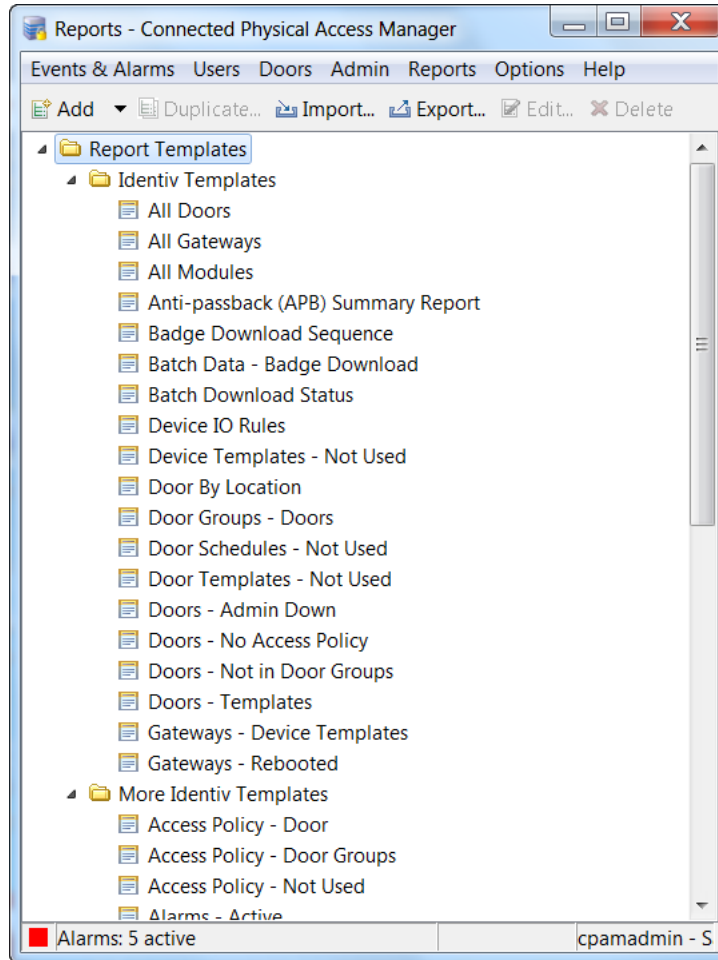 Reports - Connected Physical Access Manager
Events & Alarms Users Doors Admin Reports Options Help
Add Duplicate... Import... Export... Edit... Delete
Report Templates
Identiv Templates
All Doors
All Gateways
All Modules
Anti-passback (APB) Summary Report
Badge Download Sequence
Batch Data - Badge Download
Batch Download Status
Device IO Rules
Device Templates - Not Used
Door By Location
Door Groups - Doors
Door Schedules - Not Used
Door Templates - Not Used
Doors - Admin Down
Doors - No Access Policy
Doors - Not in Door Groups
Doors - Templates
Gateways - Device Templates
Gateways - Rebooted
More Identiv Templates
Access Policy - Door
Access Policy - Door Groups
Access Policy - Not Used
Alarms - Active
Alarms: 5 active cpamadmin - S